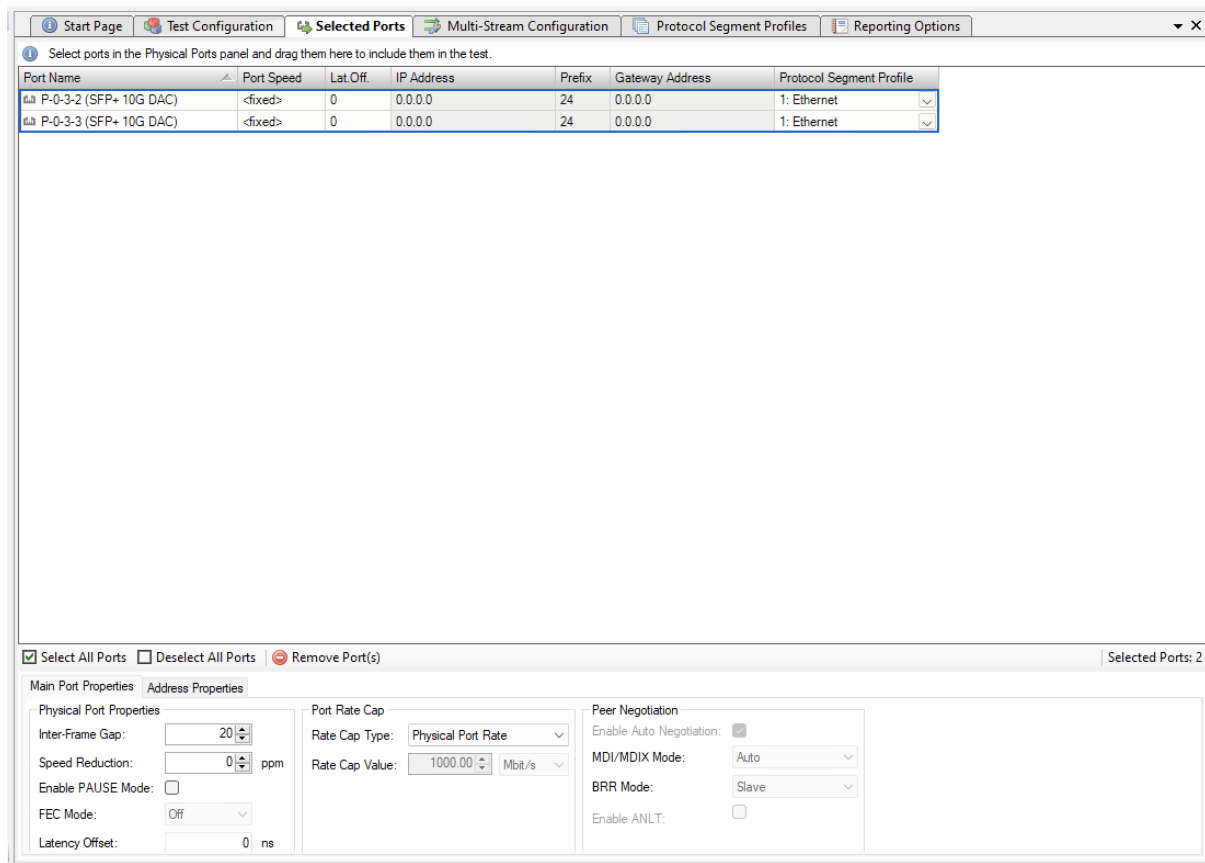 Start Page Test Configuration Selected Ports Multi-Stream Configuration Protocol Segment Profiles Reporting Options
Select ports in the Physical Ports panel and drag them here to include them in the test.
Port Name Port Speed Lat.Off. IP Address Prefix Gateway Address Protocol Segment Profile
P-0-3-2 (SFP+ 10G DAC) <fixed> 0 0.0.0.0 24 0.0.0.0 1: Ethernet
P-0-3-3 (SFP+ 10G DAC) <fixed> 0 0.0.0.0 24 0.0.0.0 1: Ethernet
Select All Ports Deselect All Ports Remove Port(s) Selected Ports: 2
Main Port Properties Address Properties
Physical Port Properties Port Rate Cap Peer Negotiation
Inter-Frame Gap: 20 Rate Cap Type: Physical Port Rate Enable Auto Negotiation:
Speed Reduction: 0 ppm Rate Cap Value: 1000.00 Mbit/s MDI/MDIX Mode: Auto
Enable PAUSE Mode: BRR Mode: Slave
FEC Mode: Off Enable ANLT:
Latency Offset: 0 ns